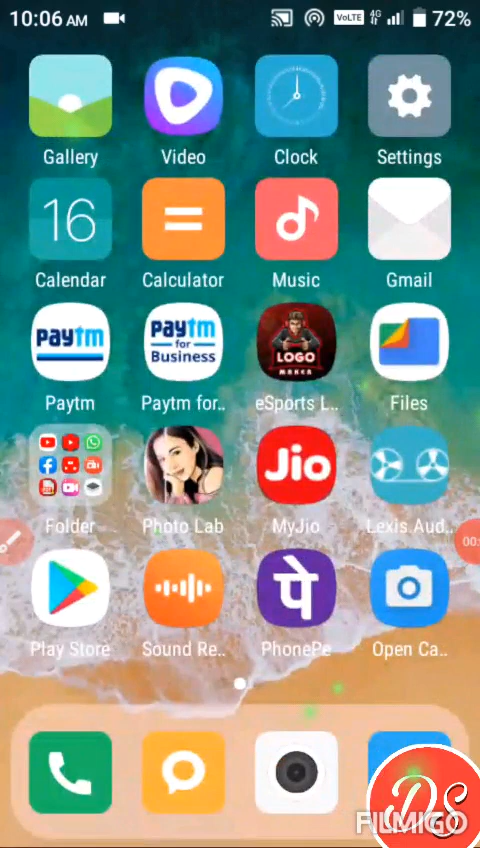 10:06 AM
VoLTE 4G 72%
Gallery Video Clock Settings
16
Calendar Calculator Music Gmail
Paytm Paytm for Business LOGO MAKER
Paytm Paytm for.. eSports L.. Files
Jio
Folder Photo Lab MyJio Lexis Aud..
पे
Play Store Sound Re.. PhonePe Open Ca..
DS
FILMIGO